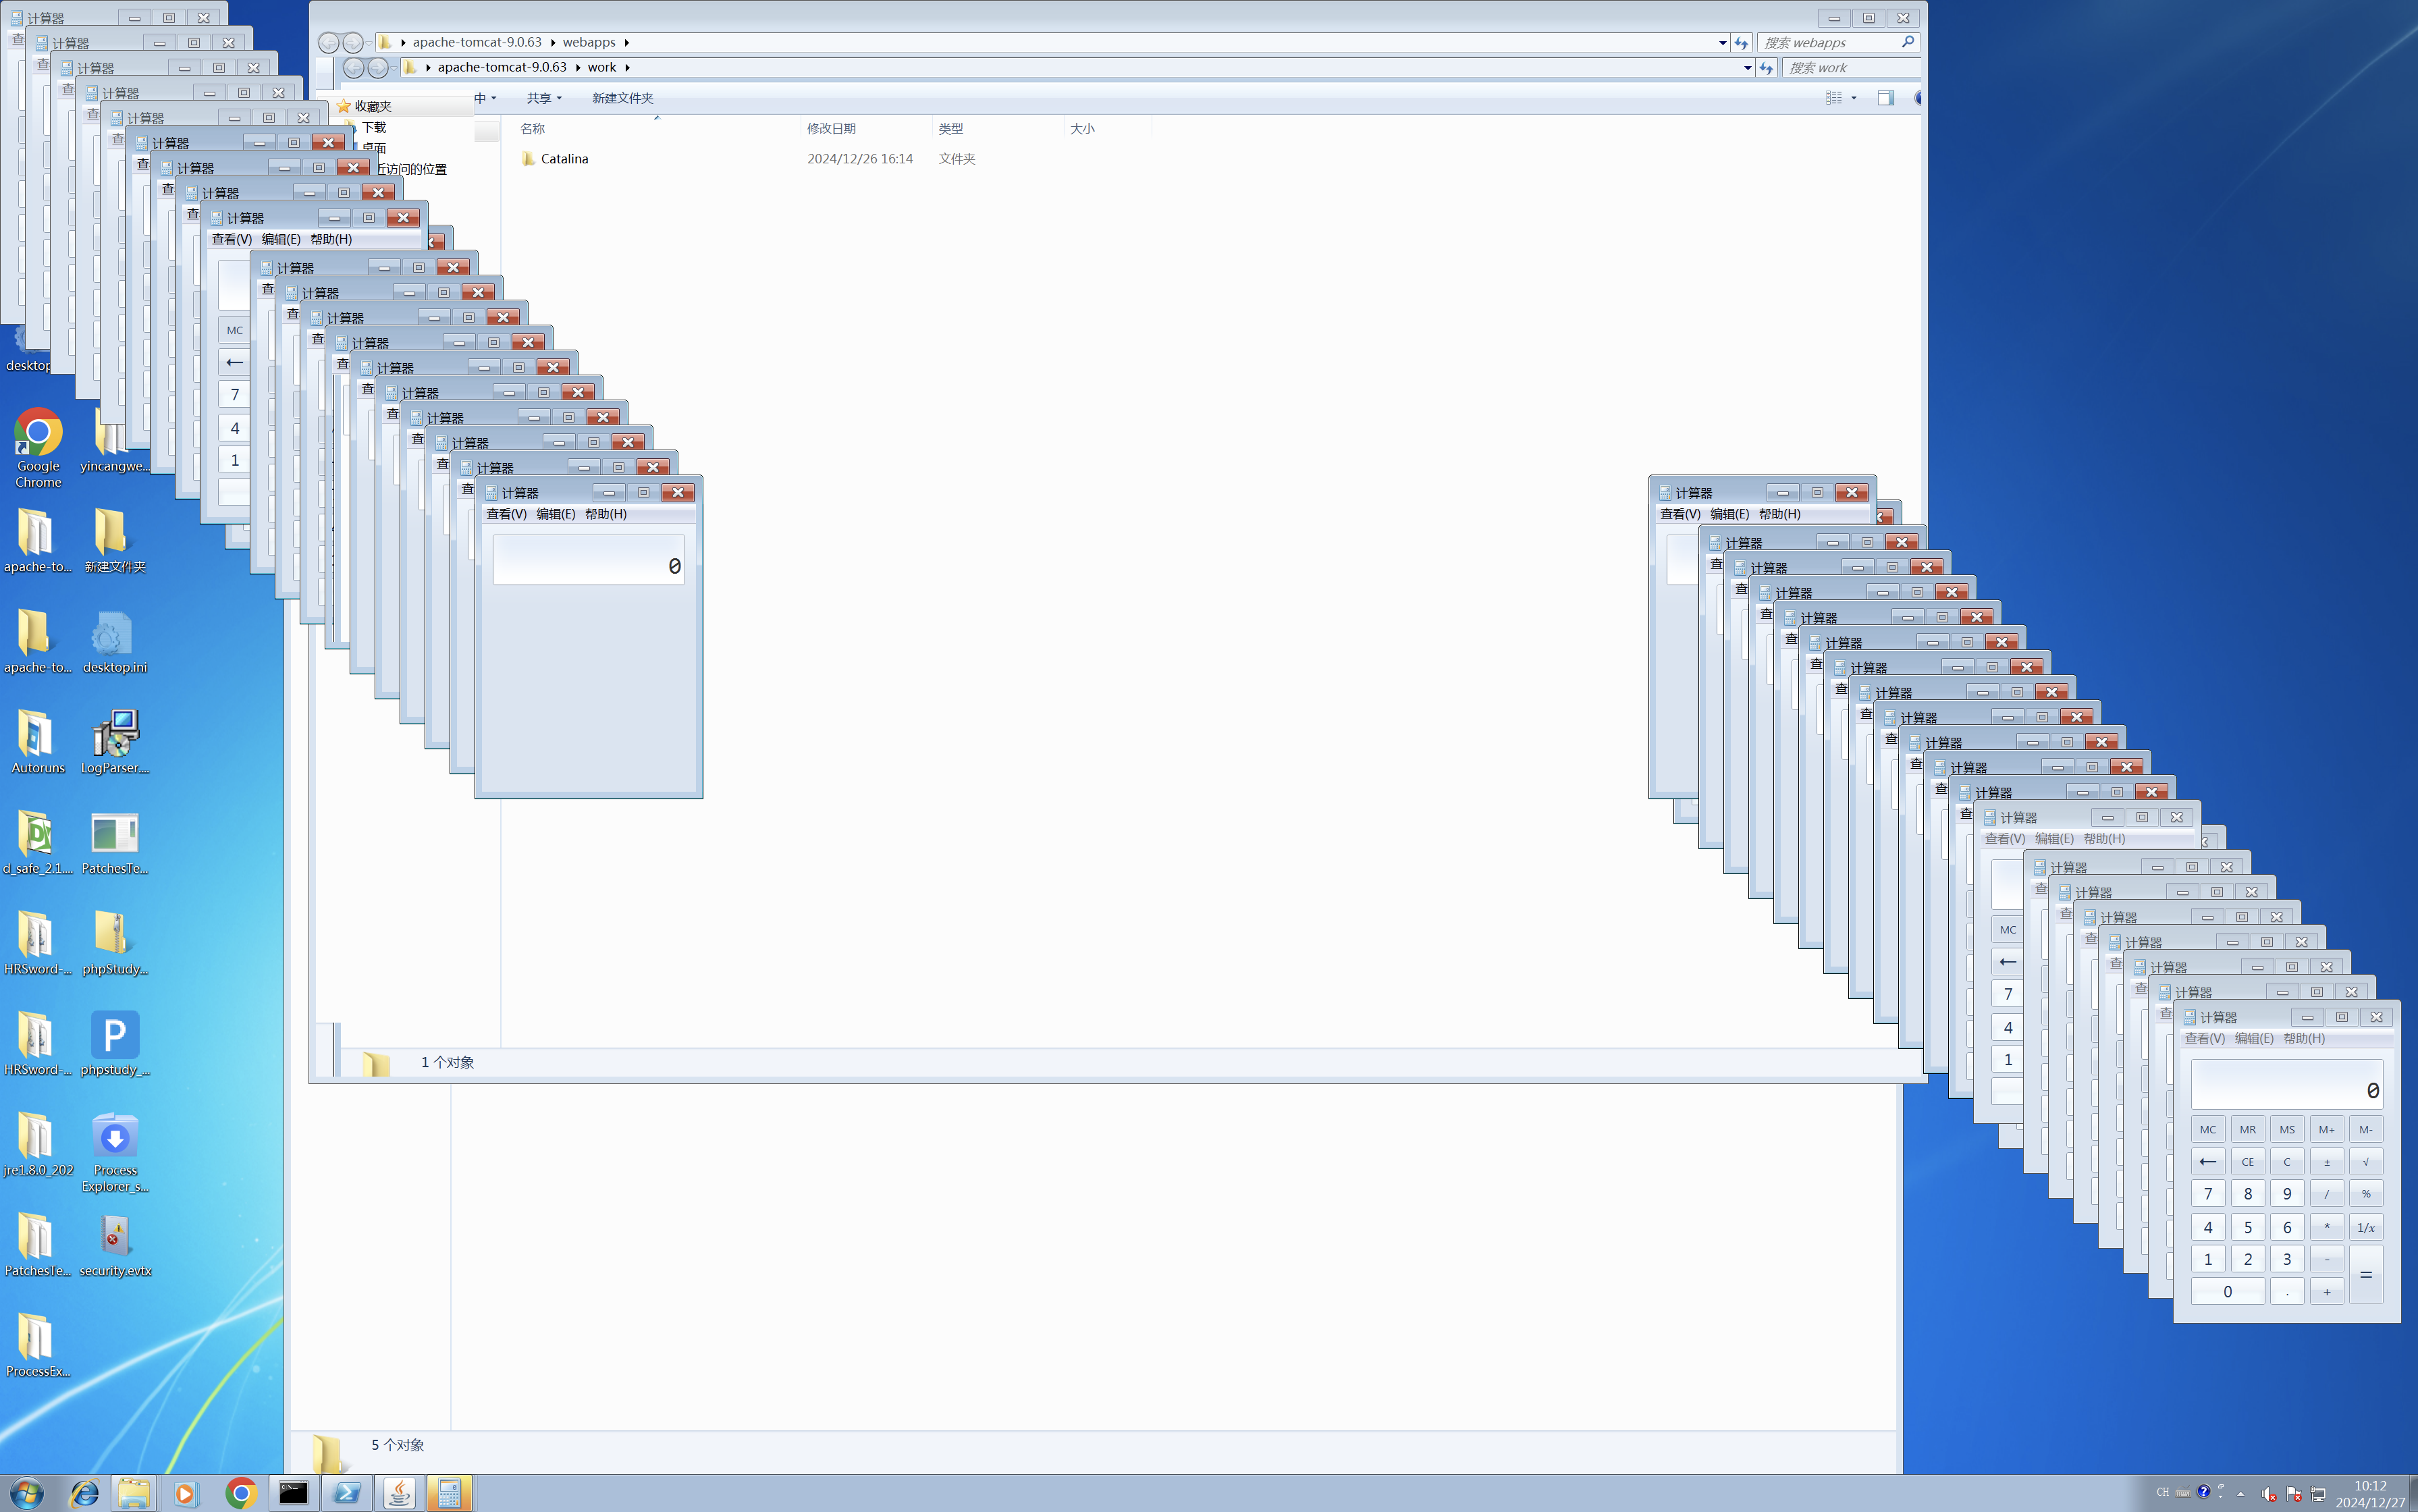 计算器
计算器
计算器
计算器
计算器
计算器
计算器
计算器
计算器
查看(V) 编辑(E) 帮助(H)
MC
←
7
4
1
计算器
计算器
计算器
计算器
计算器
计算器
计算器
计算器
计算器
计算器
查看(V) 编辑(E) 帮助(H)
0
apache-tomcat-9.0.63 webapps
搜索 webapps
apache-tomcat-9.0.63 work
搜索 work
收藏夹
下载
桌面
近访问的位置
中 共享 新建文件夹
名称 修改日期 类型 大小
Catalina 2024/12/26 16:14 文件夹
1 个对象
5 个对象
计算器
查看(V) 编辑(E) 帮助(H)
计算器
计算器
计算器
计算器
计算器
计算器
计算器
计算器
计算器
计算器
计算器
计算器
查看(V) 编辑(E) 帮助(H)
MC
←
7
4
1
计算器
计算器
计算器
计算器
计算器
计算器
计算器
查看(V) 编辑(E) 帮助(H)
0
MC MR MS M+ M-
← CE C ± √
7 8 9 / %
4 5 6 * 1/x
1 2 3 - =
0 . +
desktop
Google Chrome
yincangwe...
apache-to...
新建文件夹
apache-to...
desktop.ini
Autoruns
LogParser....
d_safe_2.1....
PatchesTe...
HRSword-...
phpStudy...
HRSword-...
phpstudy_...
jre1.8.0_202
Process Explorer_s...
PatchesTe...
security.evtx
ProcessEx...
CH
10:12
2024/12/27